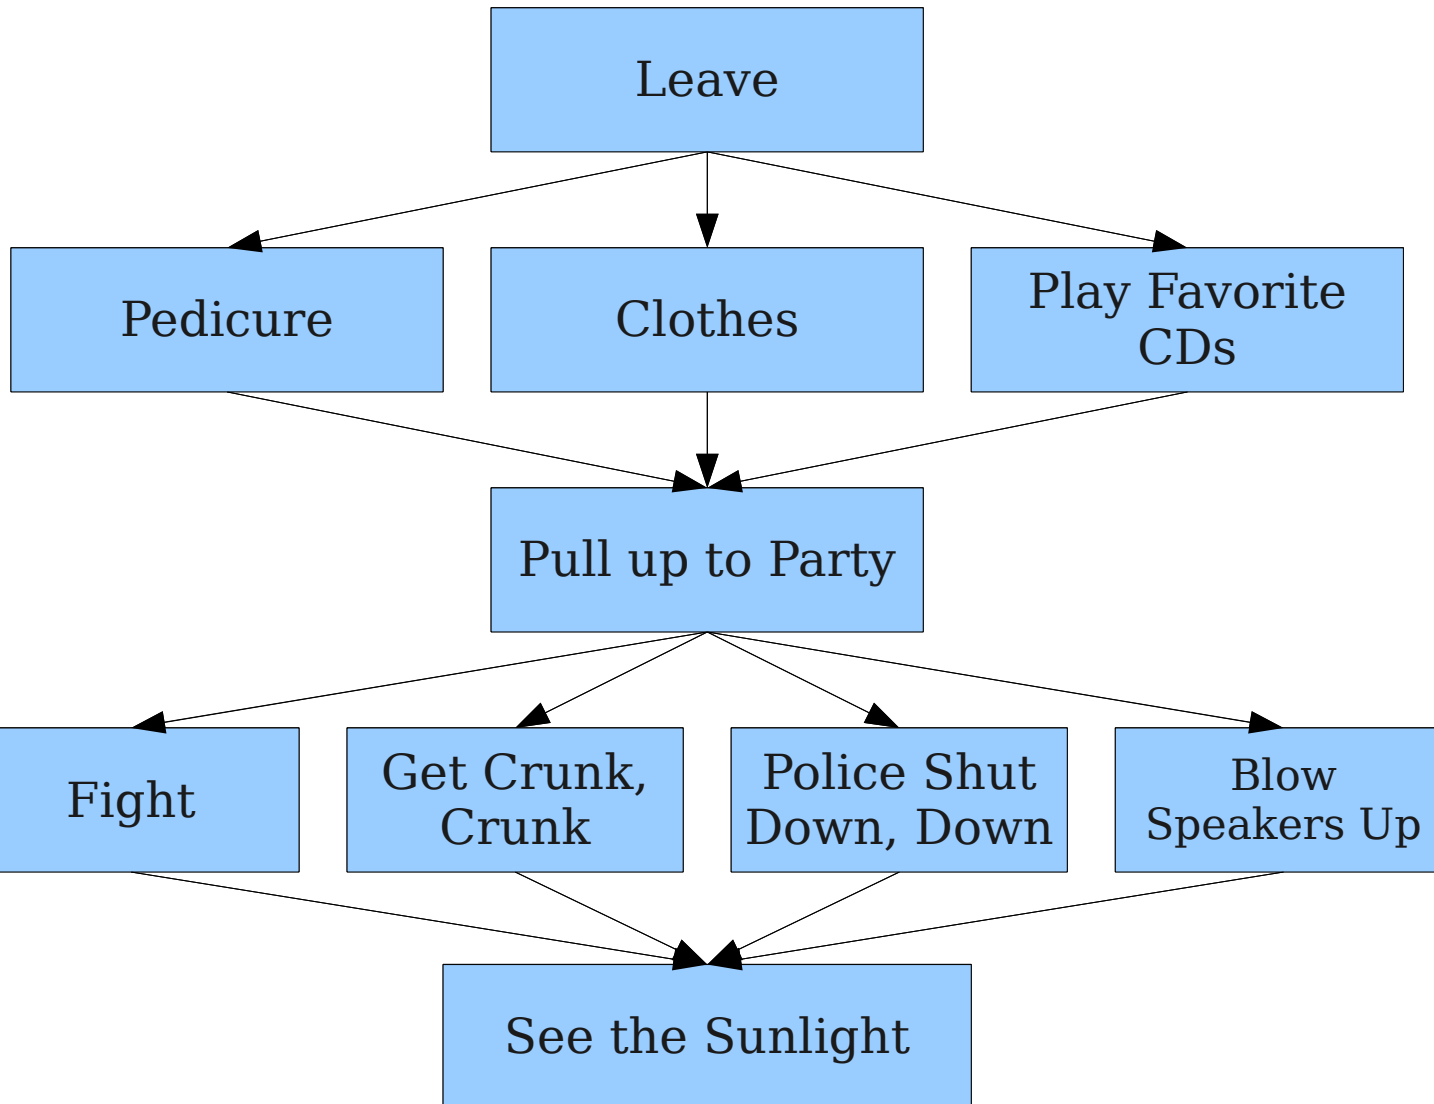 Leave
Pedicure
Clothes
Play Favorite
CDs
Pull up to Party
Fight
Get Crunk,
Crunk
Police Shut
Down, Down
Blow
Speakers Up
See the Sunlight